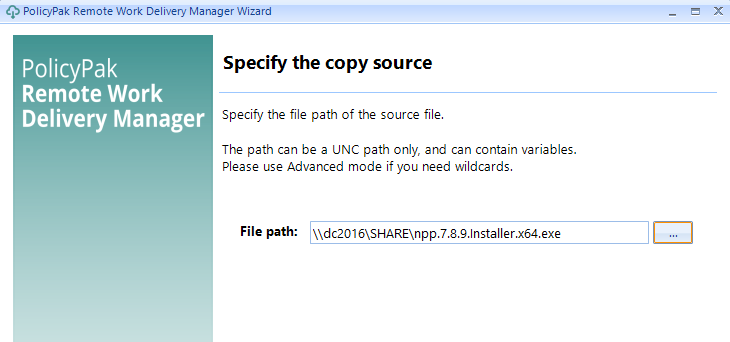 PolicyPak Remote Work Delivery Manager Wizard
PolicyPak
Remote Work
Delivery Manager
Specify the copy source
Specify the file path of the source file.
The path can be a UNC path only, and can contain variables.
Please use Advanced mode if you need wildcards.
File path: \\dc2016\SHARE\npp.7.8.9.Installer.x64.exe ...